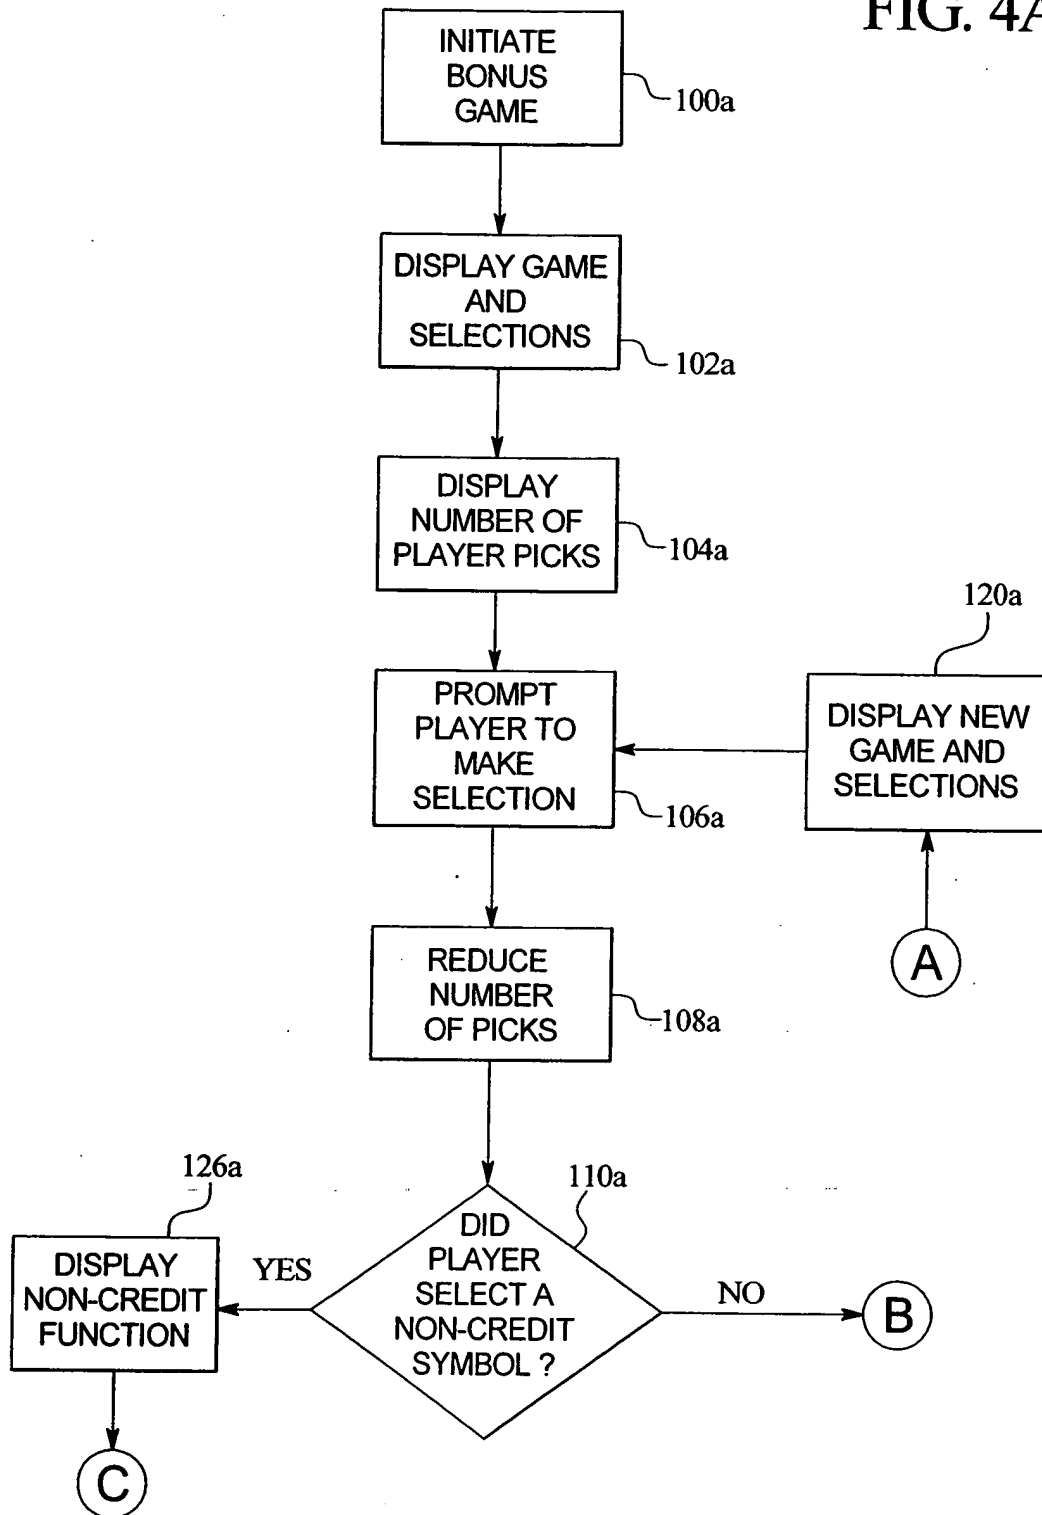 FIG. 4A
INITIATE
BONUS
GAME
100a
DISPLAY GAME
AND
SELECTIONS
102a
DISPLAY
NUMBER OF
PLAYER PICKS
104a
120a
PROMPT
PLAYER TO
MAKE
SELECTION
106a
DISPLAY NEW
GAME AND
SELECTIONS
A
REDUCE
NUMBER
OF PICKS
108a
126a
110a
DISPLAY
NON-CREDIT
FUNCTION
YES
DID
PLAYER
SELECT A
NON-CREDIT
SYMBOL ?
NO
B
C